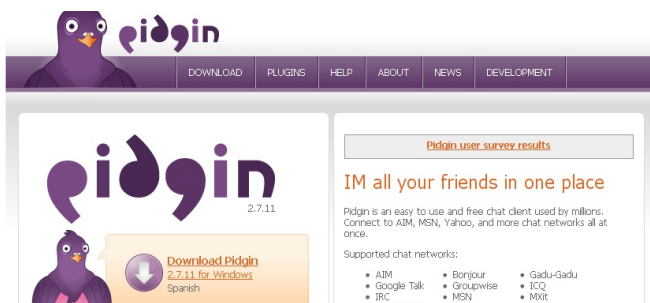 pidgin
DOWNLOAD PLUGINS HELP ABOUT NEWS DEVELOPMENT
pidgin
2.7.11
Download Pidgin
2.7.11 for Windows
Spanish
Pidgin user survey results
IM all your friends in one place
Pidgin is an easy to use and free chat client used by millions.
Connect to AIM, MSN, Yahoo, and more chat networks all at
once.
Supported chat networks:
• AIM • Bonjour • Gadu-Gadu
• Google Talk • Groupwise • ICQ
• IRC • MSN • MXit